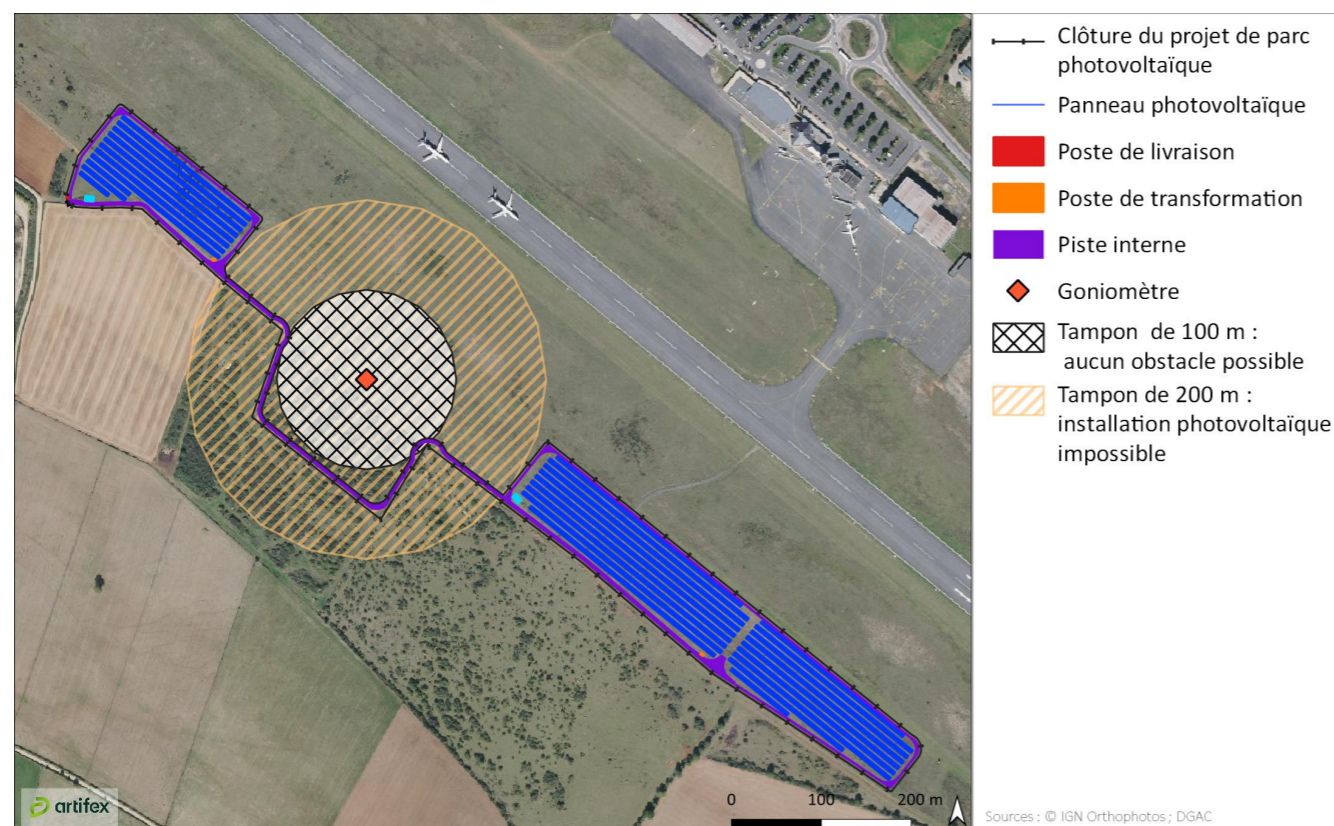 Clôture du projet de parc
photovoltaïque
Panneau photovoltaïque
Poste de livraison
Poste de transformation
Piste interne
Goniomètre
Tampon de 100 m :
aucun obstacle possible
Tampon de 200 m :
installation photovoltaïque
impossible
artifex
0 100 200 m
Sources : © IGN Orthophotos ; DGAC